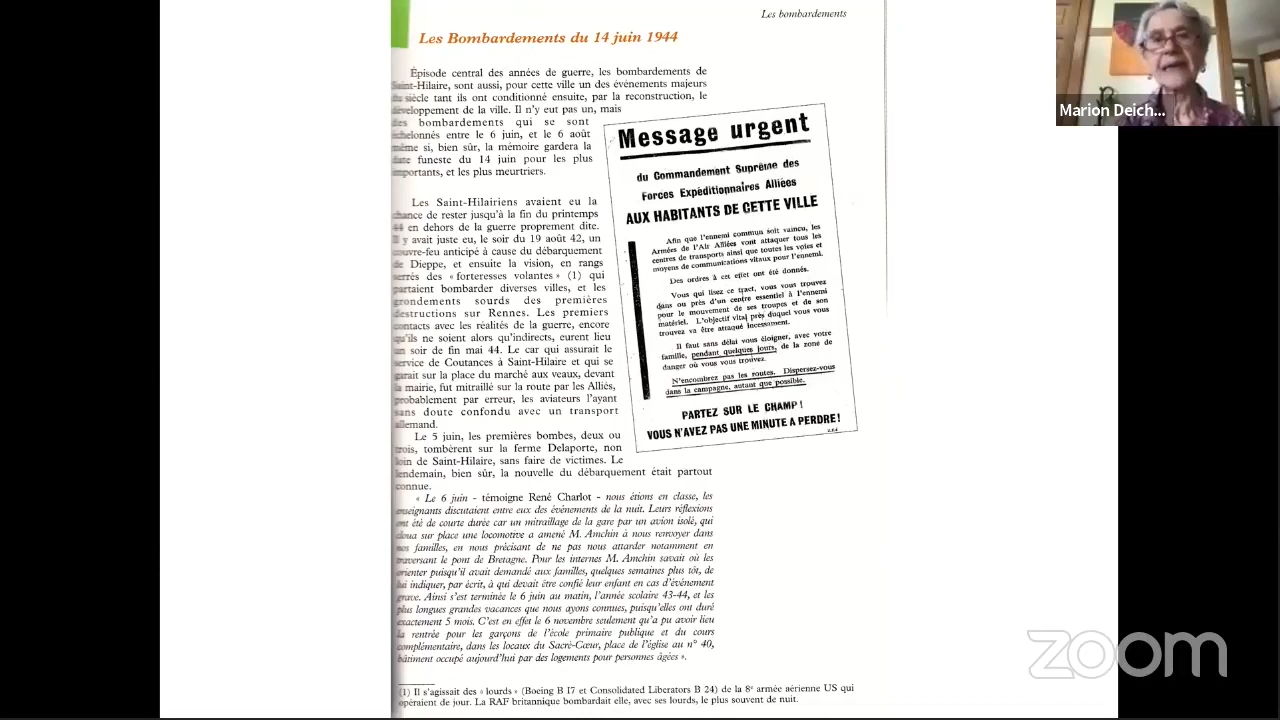 Les bombardements
Les Bombardements du 14 juin 1944
Épisode central des années de guerre, les bombardements de
Saint-Hilaire, sont aussi, pour cette ville un des événements majeurs
du siècle tant ils ont conditionné ensuite, par la reconstruction, le
développement de la ville. Il n'y eut pas un, mais
des bombardements qui se sont
échelonnés entre le 6 juin, et le 6 août
même si, bien sûr, la mémoire gardera la
date funeste du 14 juin pour les plus
importants, et les plus meurtriers.
Les Saint-Hilairiens avaient eu la
chance de rester jusqu'à la fin du printemps
44 en dehors de la guerre proprement dite.
Il y avait juste eu, le soir du 19 août 42, un
couvre-feu anticipé à cause du débarquement
de Dieppe, et ensuite la vision, en rangs
serrés des « forteresses volantes » (1) qui
partaient bombarder diverses villes, et les
grondements sourds des premières
destructions sur Rennes. Les premiers
contacts avec les réalités de la guerre, encore
qu'ils ne soient alors qu'indirects, eurent lieu
un soir de fin mai 44. Le car qui assurait le
service de Coutances à Saint-Hilaire et qui se
garait sur la place du marché aux veaux, devant
la mairie, fut mitraillé sur la route par les Alliés,
probablement par erreur, les aviateurs l'ayant
sans doute confondu avec un transport
allemand.
Le 5 juin, les premières bombes, deux ou
trois, tombèrent sur la ferme Delaporte, non
loin de Saint-Hilaire, sans faire de victimes. Le
lendemain, bien sûr, la nouvelle du débarquement était partout
connue.
« Le 6 juin - témoigne René Charlot - nous étions en classe, les
enseignants discutaient entre eux des événements de la nuit. Leurs réflexions
ont été de courte durée car un mitraillage de la gare par un avion isolé, qui
cloua sur place une locomotive a amené M. Amchin à nous renvoyer dans
nos familles, en nous précisant de ne pas nous attarder notamment en
traversant le pont de Bretagne. Pour les internes M. Amchin savait où les
orienter puisqu'il avait demandé aux familles, quelques semaines plus tôt, de
lui indiquer, par écrit, à qui devait être confié leur enfant en cas d'événement
grave. Ainsi s'est terminée le 6 juin au matin, l'année scolaire 43-44, et les
plus longues grandes vacances que nous ayons connues, puisqu'elles ont duré
exactement 5 mois. C'est en effet le 6 novembre seulement qu'a pu avoir lieu
la rentrée pour les garçons de l'école primaire publique et du cours
complémentaire, dans les locaux du Sacré-Cœur, place de l'église au n° 40,
bâtiment occupé aujourd'hui par des logements pour personnes âgées ».
(1) Il s'agissait des « lourds » (Boeing B 17 et Consolidated Liberators B 24) de la 8e armée aérienne US qui
opéraient de jour. La RAF britannique bombardait elle, avec ses lourds, le plus souvent de nuit.
Message urgent
du Commandement Suprême des
Forces Expéditionnaires Alliées
AUX HABITANTS DE CETTE VILLE
Afin que l'ennemi commun soit vaincu, les
Armées de l'Air Alliées vont attaquer tous les
centres de transports ainsi que toutes les voies et
moyens de communications vitaux pour l'ennemi.
Des ordres à cet effet ont été donnés.
Vous qui lisez ce tract, vous vous trouvez
dans ou près d'un centre essentiel à l'ennemi
pour le mouvement de ses troupes et de son
matériel. L'objectif vital près duquel vous vous
trouvez va être attaqué incessament.
Il faut sans délai vous éloigner, avec votre
famille, pendant quelques jours, de la zone de
danger où vous vous trouvez.
N'encombrez pas les routes. Dispersez-vous
dans la campagne, autant que possible.
PARTEZ SUR LE CHAMP !
VOUS N'AVEZ PAS UNE MINUTE A PERDRE !
Marion Deich...
zoom